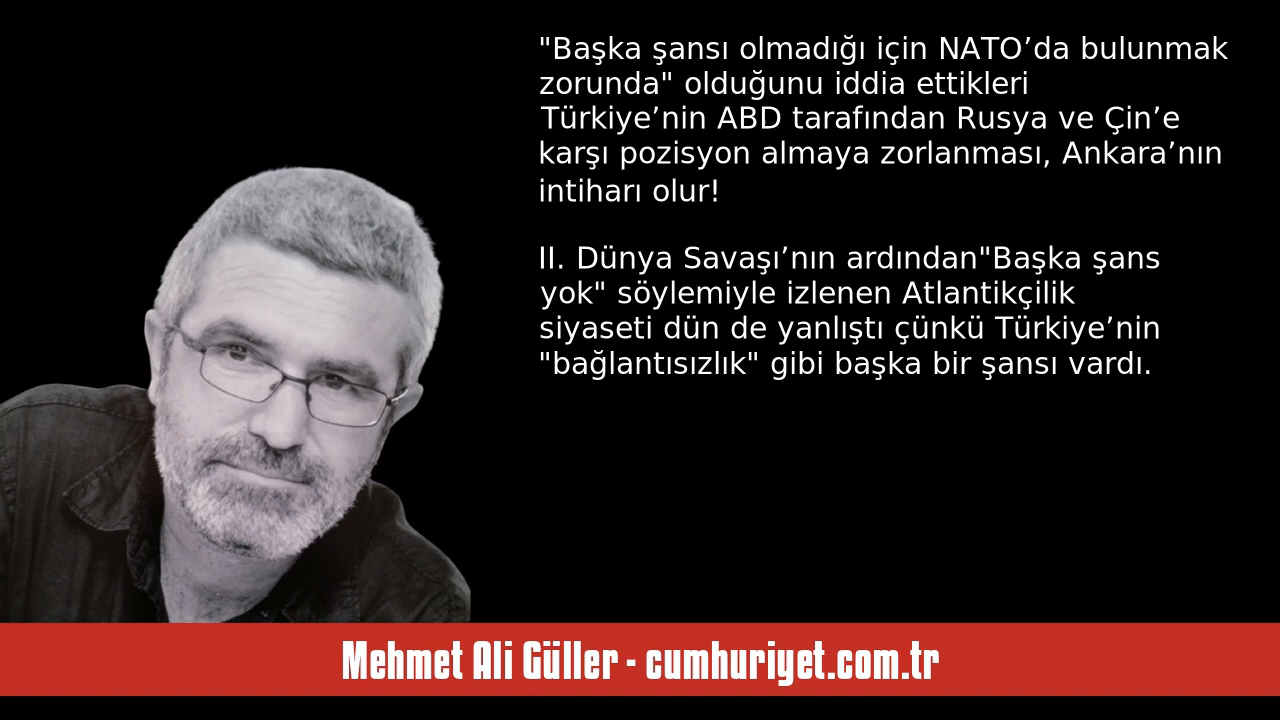 "Başka şansı olmadığı için NATO’da bulunmak
zorunda" olduğunu iddia ettikleri
Türkiye’nin ABD tarafından Rusya ve Çin’e
karşı pozisyon almaya zorlanması, Ankara’nın
intiharı olur!
II. Dünya Savaşı’nın ardından"Başka şans
yok" söylemiyle izlenen Atlantikçilik
siyaseti dün de yanlıştı çünkü Türkiye’nin
"bağlantısızlık" gibi başka bir şansı vardı.
Mehmet Ali Güller - cumhuriyet.com.tr